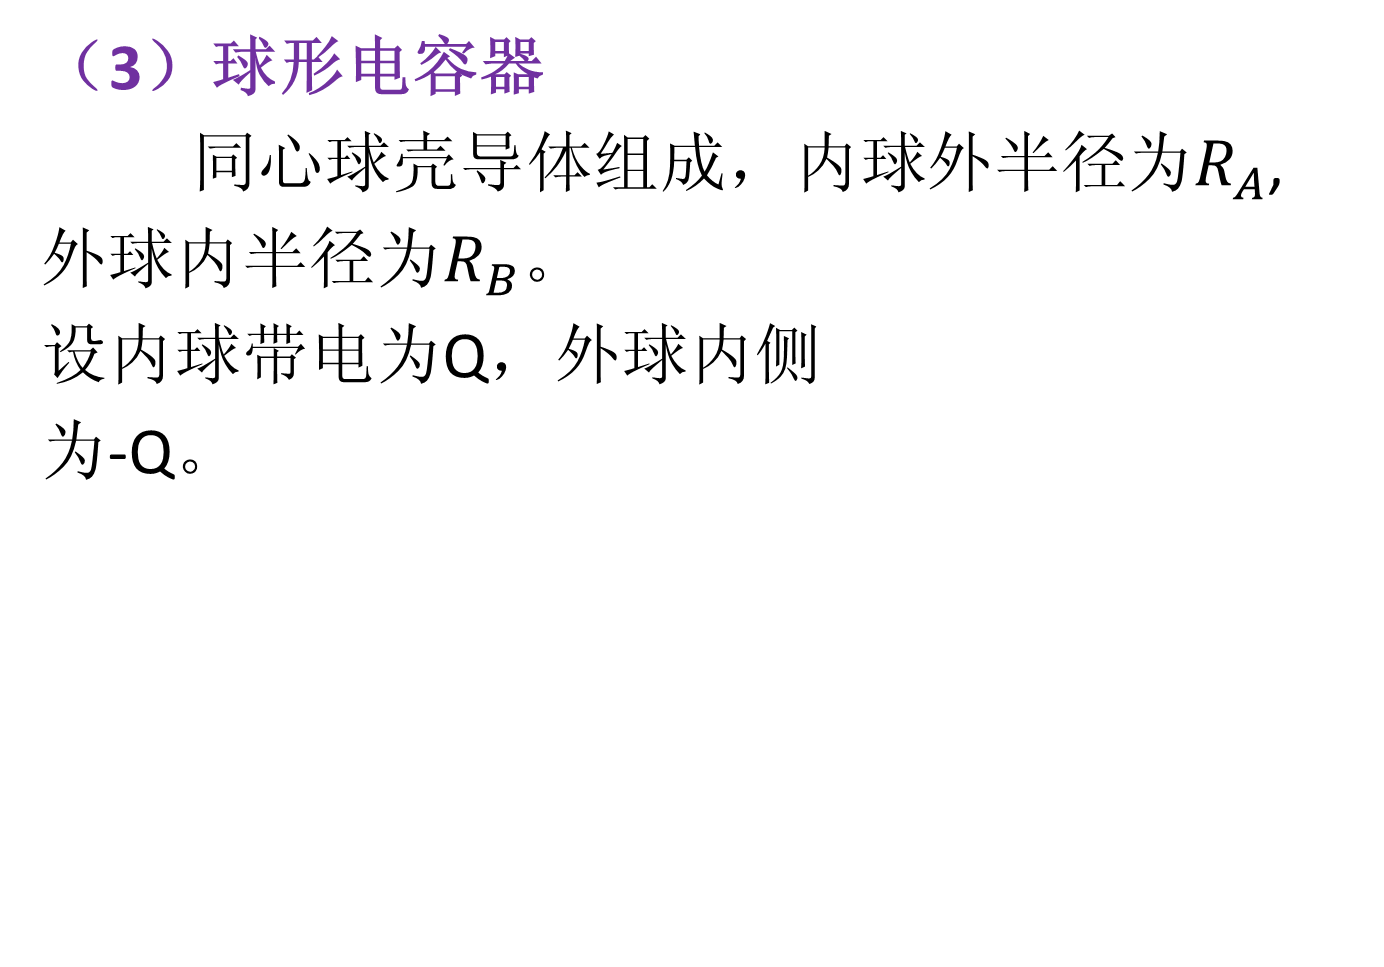 （3）球形电容器
同心球壳导体组成，内球外半径为$R_A$,
外球内半径为$R_B$。
设内球带电为Q，外球内侧
为-Q。